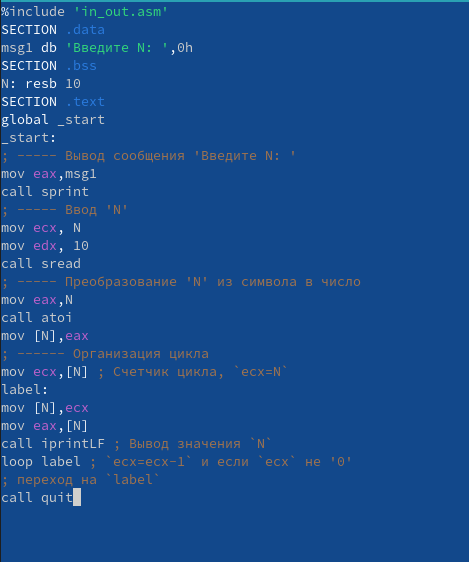 %include 'in_out.asm'
SECTION .data
msg1 db 'Введите N: ',0h
SECTION .bss
N: resb 10
SECTION .text
global _start
_start:
; ----- Вывод сообщения 'Введите N: '
mov eax,msg1
call sprint
; ----- Ввод 'N'
mov ecx, N
mov edx, 10
call sread
; ----- Преобразование 'N' из символа в число
mov eax,N
call atoi
mov [N],eax
; ------ Организация цикла
mov ecx,[N] ; Счетчик цикла, `ecx=N`
label:
mov [N],ecx
mov eax,[N]
call iprintLF ; Вывод значения `N`
loop label ; `ecx=ecx-1` и если `ecx` не '0'
; переход на `label`
call quit